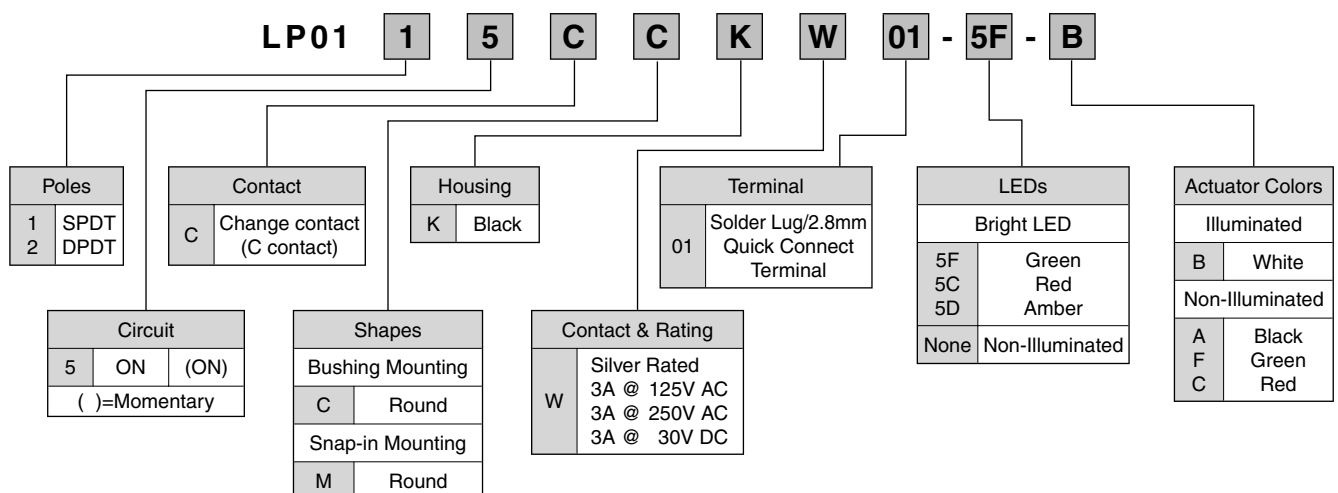 LP01 1 5 C C K W 01 - 5F - B
Poles
1 SPDT
2 DPDT
Contact
C Change contact
(C contact)
Housing
K Black
Terminal
01 Solder Lug/2.8mm
Quick Connect
Terminal
LEDs
Bright LED
5F Green
5C Red
5D Amber
None Non-Illuminated
Actuator Colors
Illuminated
B White
Non-Illuminated
A Black
F Green
C Red
Circuit
5 ON (ON)
( )=Momentary
Shapes
Bushing Mounting
C Round
Snap-in Mounting
M Round
Contact & Rating
W Silver Rated
3A @ 125V AC
3A @ 250V AC
3A @ 30V DC